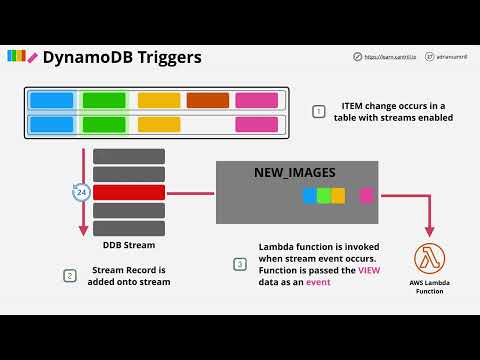 DynamoDB Triggers
https://learn.cantrill.io
adriancantrill
1
ITEM change occurs in a
table with streams enabled
24
NEW_IMAGES
DDB Stream
2
Stream Record is
added onto stream
3
Lambda function is invoked
when stream event occurs.
Function is passed the VIEW
data as an event
AWS Lambda
Function